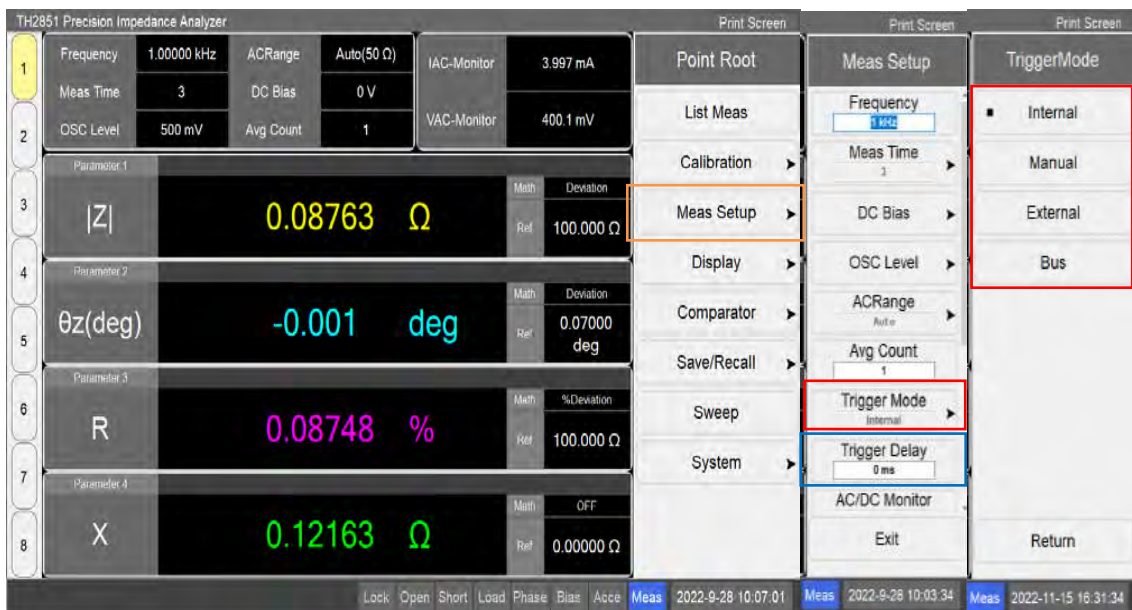 TH2851 Precision Impedance Analyzer
Print Screen
Print Screen
Print Screen
1
2
3
4
5
6
7
8
Frequency 1.00000 kHz ACRange Auto(50 Ω)
Meas Time 3 DC Bias 0 V
OSC Level 500 mV Avg Count 1
IAC-Monitor 3.997 mA
VAC-Monitor 400.1 mV
Parameter 1
|Z| 0.08763 Ω
Math Deviation
Ref 100.000 Ω
Parameter 2
θz(deg) -0.001 deg
Math Deviation
Ref 0.07000
deg
Parameter 3
R 0.08748 %
Math %Deviation
Ref 100.000 Ω
Parameter 4
X 0.12163 Ω
Math OFF
Ref 0.00000 Ω
Point Root
List Meas
Calibration
Meas Setup
Display
Comparator
Save/Recall
Sweep
System
Meas Setup
Frequency
1 kHz
Meas Time
3
DC Bias
OSC Level
ACRange
Auto
Avg Count
1
Trigger Mode
Internal
Trigger Delay
0 ms
AC/DC Monitor
Exit
TriggerMode
Internal
Manual
External
Bus
Return
Lock Open Short Load Phase Bias Acce Meas 2022-9-28 10:07:01
Meas 2022-9-28 10:03:34
Meas 2022-11-15 16:31:34